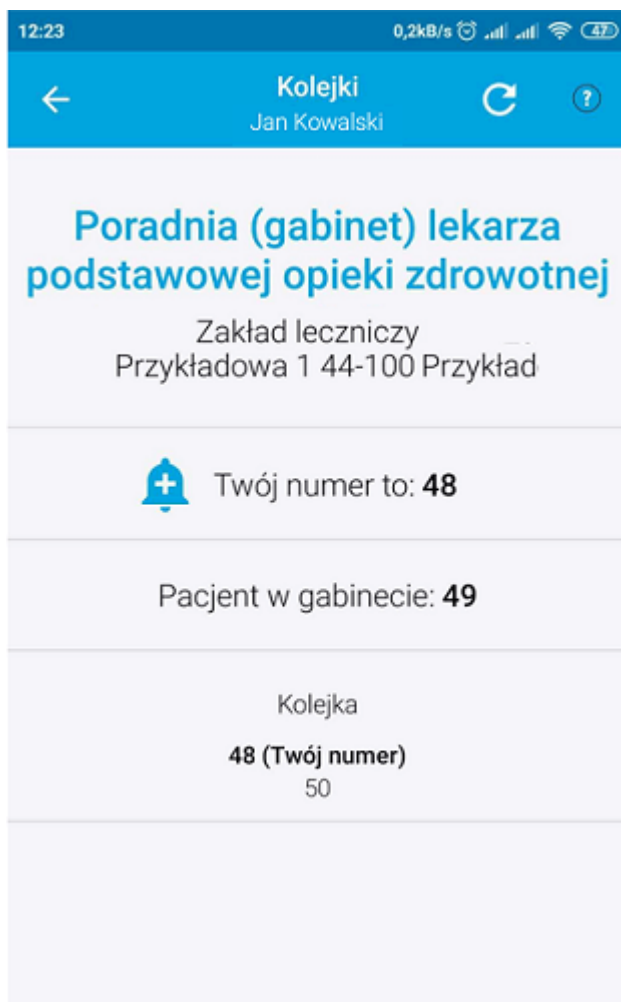 12:23 0,2kB/s 47
Kolejki
Jan Kowalski
?
Poradnia (gabinet) lekarza
podstawowej opieki zdrowotnej
Zakład leczniczy
Przykładowa 1 44-100 Przykład
Twój numer to: 48
Pacjent w gabinecie: 49
Kolejka
48 (Twój numer)
50